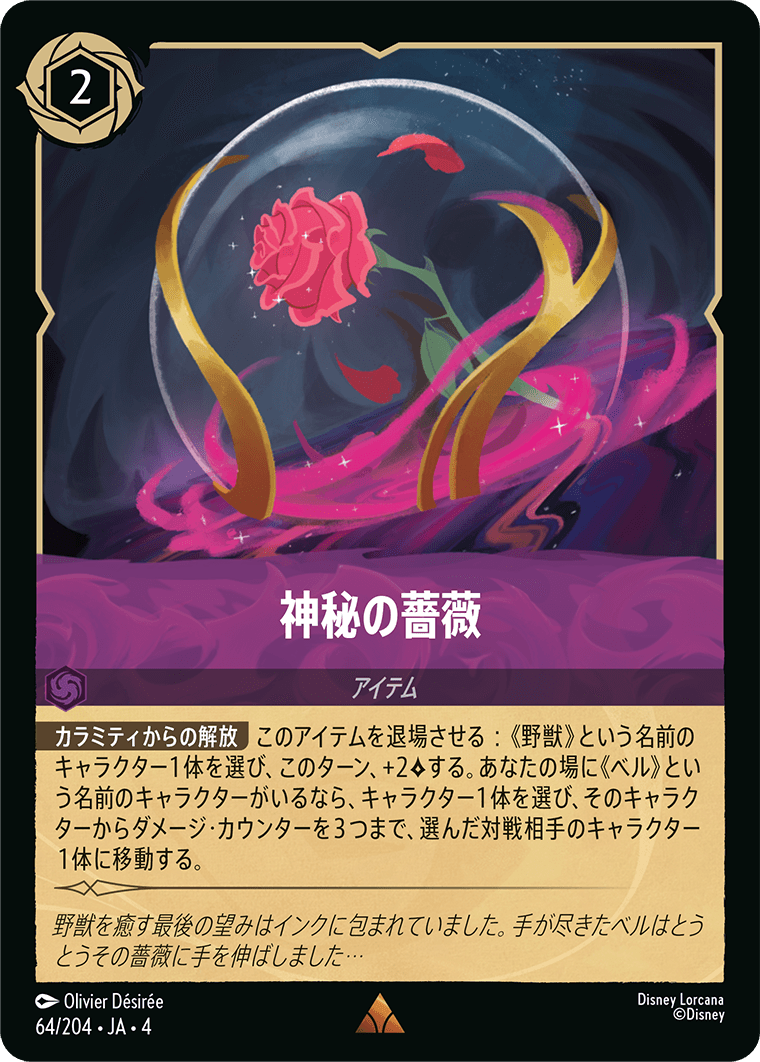 2
神秘の薔薇
アイテム
カラミティからの解放 このアイテムを退場させる：《野獣》という名前の
キャラクター1体を選び、このターン、+2する。あなたの場に《ベル》とい
う名前のキャラクターがいるなら、キャラクター1体を選び、そのキャラク
ターからダメージ・カウンターを3つまで、選んだ対戦相手のキャラクター
1体に移動する。
野獣を癒す最後の望みはインクに包まれていました。手が尽きたベルはとう
とうその薔薇に手を伸ばしました…
Olivier Désirée
64/204・JA・4
Disney Lorcana
©Disney